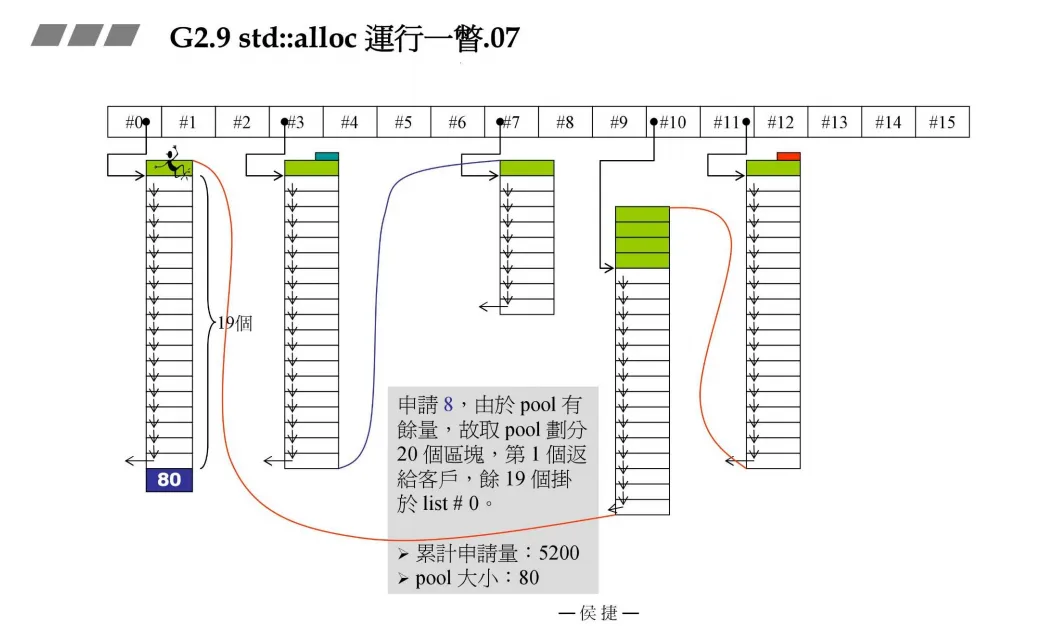 G2.9 std::alloc 運行一瞥.07
#0 #1 #2 #3 #4 #5 #6 #7 #8 #9 #10 #11 #12 #13 #14 #15
19個
80
申請 8，由於 pool 有
餘量，故取 pool 劃分
20 個區塊，第 1 個返
給客戶，餘 19 個掛
於 list # 0。
➢ 累計申請量：5200
➢ pool 大小：80
— 侯捷 —